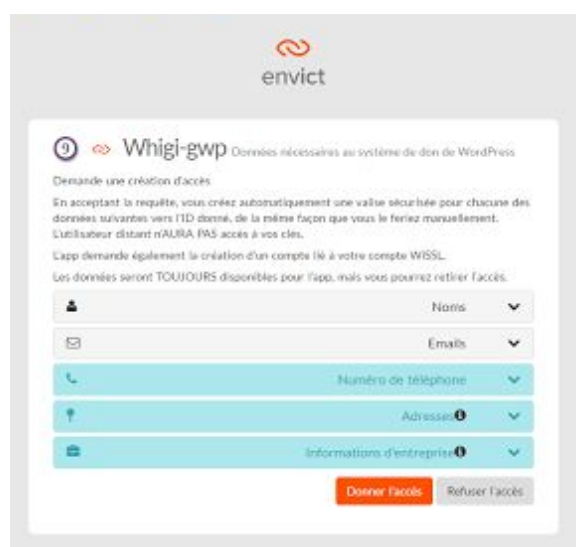 envict
9 Whigi-gwp Données nécessaires au système de don de WordPress
Demande une création d'accès
En acceptant la requête, vous créez automatiquement une valise sécurisée pour chacune des
données suivantes vers l'ID donné, de la même façon que vous le feriez manuellement.
L'utilisateur distant n'AURA PAS accès à vos clés.
L'app demande également la création d'un compte lié à votre compte WISSL.
Les données seront TOUJOURS disponibles pour l'app, mais vous pourrez retirer l'accès.
Noms
Emails
Numéro de téléphone
Adresses
Informations d'entreprise
Donner l'accès Refuser l'accès